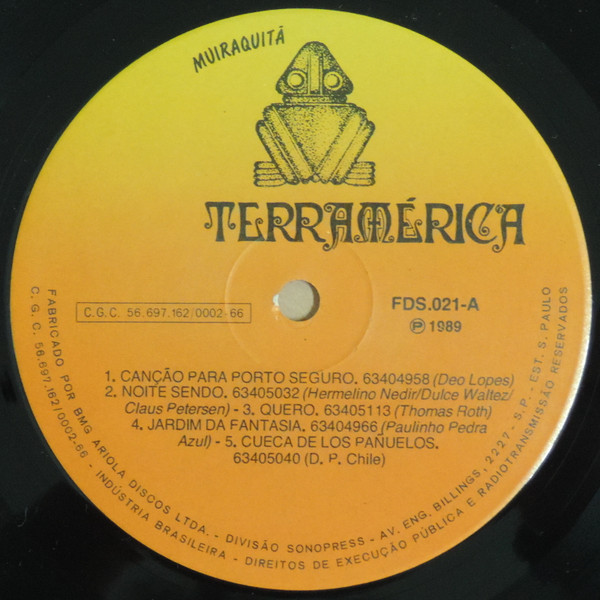 MUIRAQUITÃ
TERRAMÉRICA
C.G.C. 56.697.162/0002-66
FDS.021-A
Ⓟ 1989
1. CANÇÃO PARA PORTO SEGURO. 63404958 (Deo Lopes)
2. NOITE SENDO. 63405032 (Hermelino Nedir/Dulce Waltez/
Claus Petersen) - 3. QUERO. 63405113 (Thomas Roth)
4. JARDIM DA FANTASIA. 63404966 (Paulinho Pedra
Azul) - 5. CUECA DE LOS PAÑUELOS.
63405040 (D. P. Chile)
FABRICADO POR BMG ARIOLA DISCOS LTDA. - DIVISÃO SONOPRESS - AV. ENG. BILLINGS, 2227 - S.P. - EST. S. PAULO
C. G. C. 56.697.162/0002-66 - INDÚSTRIA BRASILEIRA - DIREITOS DE EXECUÇÃO PÚBLICA E RADIOTRANSMISSÃO RESERVADOS